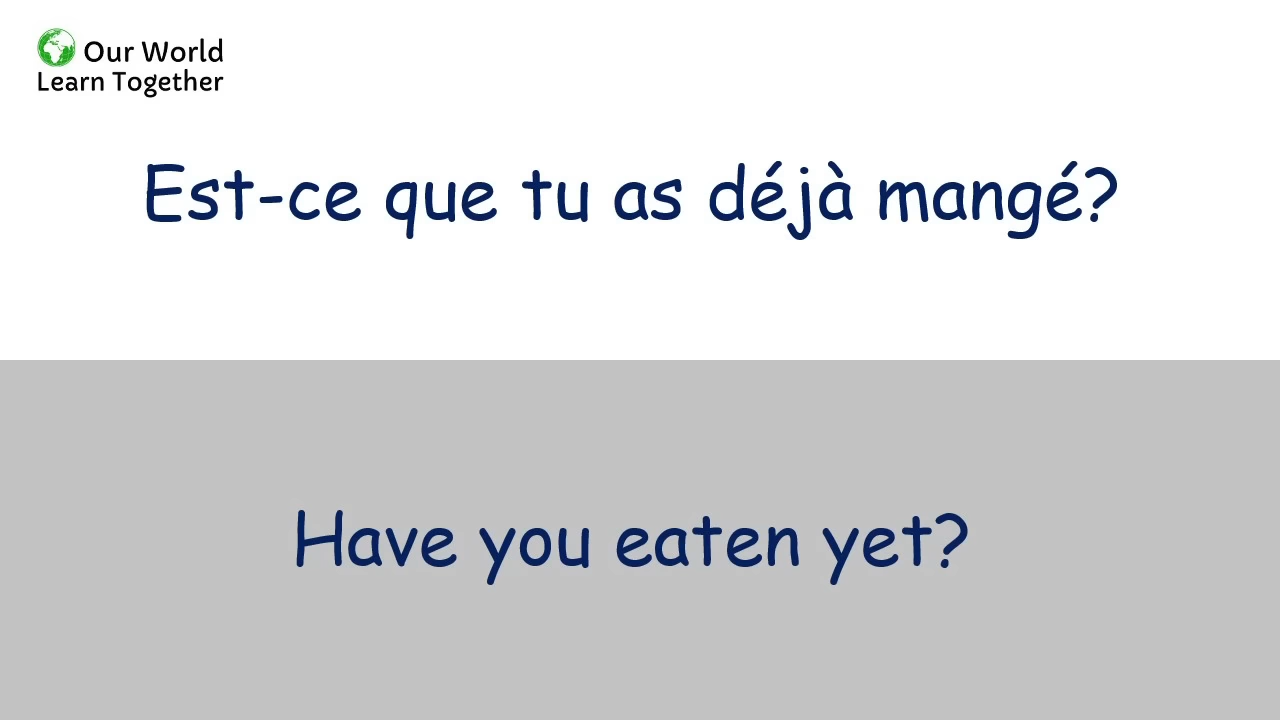 Our World
Learn Together
Est-ce que tu as déjà mangé?
Have you eaten yet?